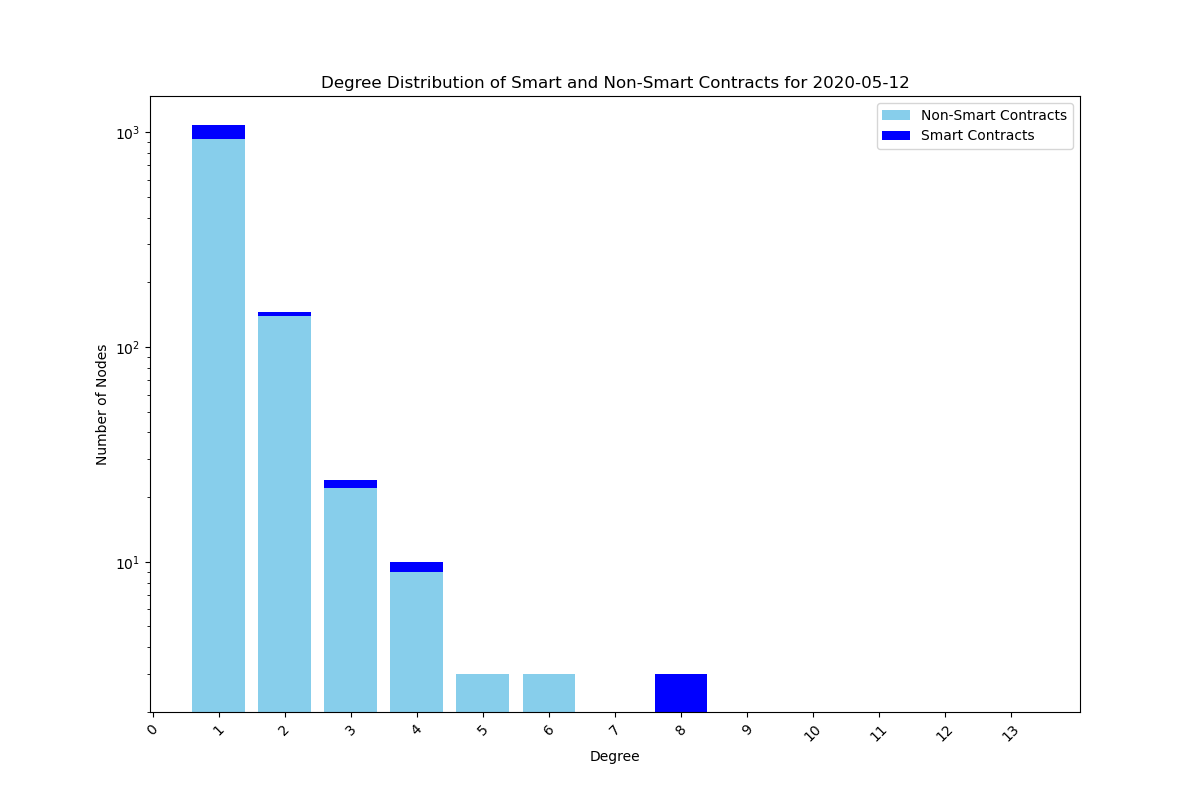 Degree Distribution of Smart and Non-Smart Contracts for 2020-05-12
Non-Smart Contracts
Smart Contracts
10³
10²
10¹
Number of Nodes
0 1 2 3 4 5 6 7 8 9 10 11 12 13
Degree